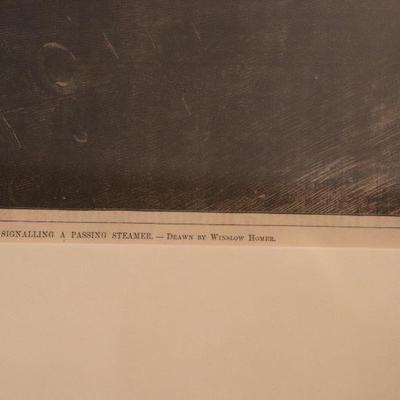 SIGNALLING A PASSING STEAMER. — Drawn by Winslow Homer.